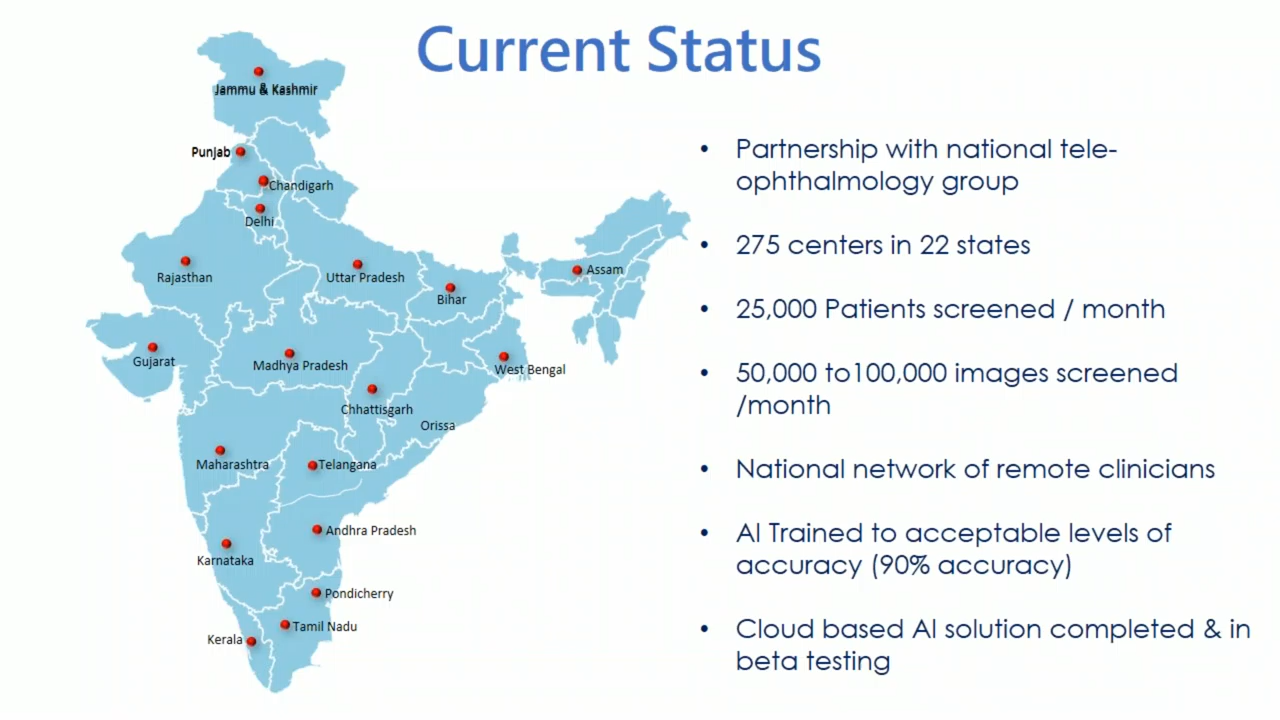 Current Status
Jammu & Kashmir
Punjab
Chandigarh
Delhi
Rajasthan
Uttar Pradesh
Bihar
Assam
Gujarat
Madhya Pradesh
West Bengal
Chhattisgarh
Orissa
Maharashtra
Telangana
Andhra Pradesh
Karnataka
Pondicherry
Tamil Nadu
Kerala
• Partnership with national tele-
ophthalmology group
• 275 centers in 22 states
• 25,000 Patients screened / month
• 50,000 to100,000 images screened
/month
• National network of remote clinicians
• AI Trained to acceptable levels of
accuracy (90% accuracy)
• Cloud based AI solution completed & in
beta testing